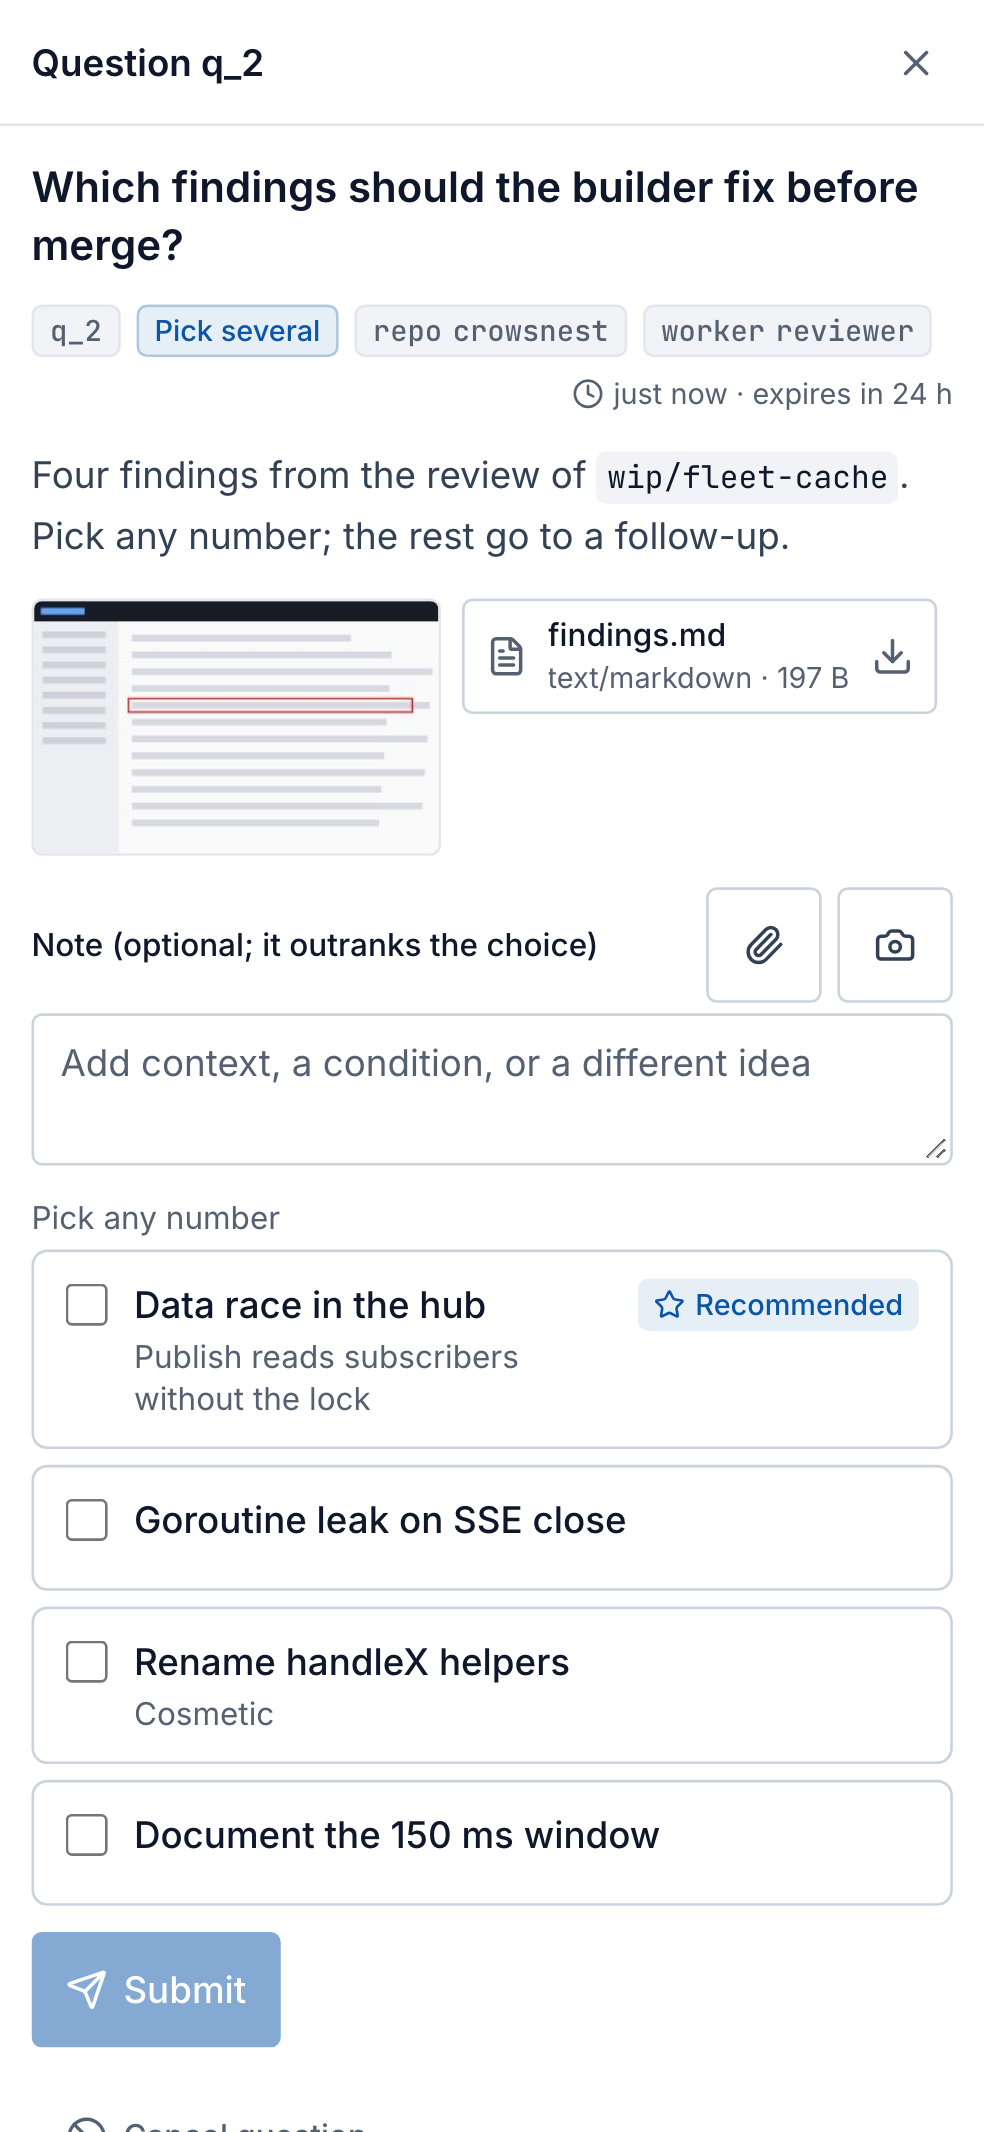 Question q_2
Which findings should the builder fix before
merge?
q_2 Pick several repo crowsnest worker reviewer
just now · expires in 24 h
Four findings from the review of wip/fleet-cache.
Pick any number; the rest go to a follow-up.
findings.md
text/markdown · 197 B
Note (optional; it outranks the choice)
Add context, a condition, or a different idea
Pick any number
Data race in the hub Recommended
Publish reads subscribers
without the lock
Goroutine leak on SSE close
Rename handleX helpers
Cosmetic
Document the 150 ms window
Submit
Cancel question